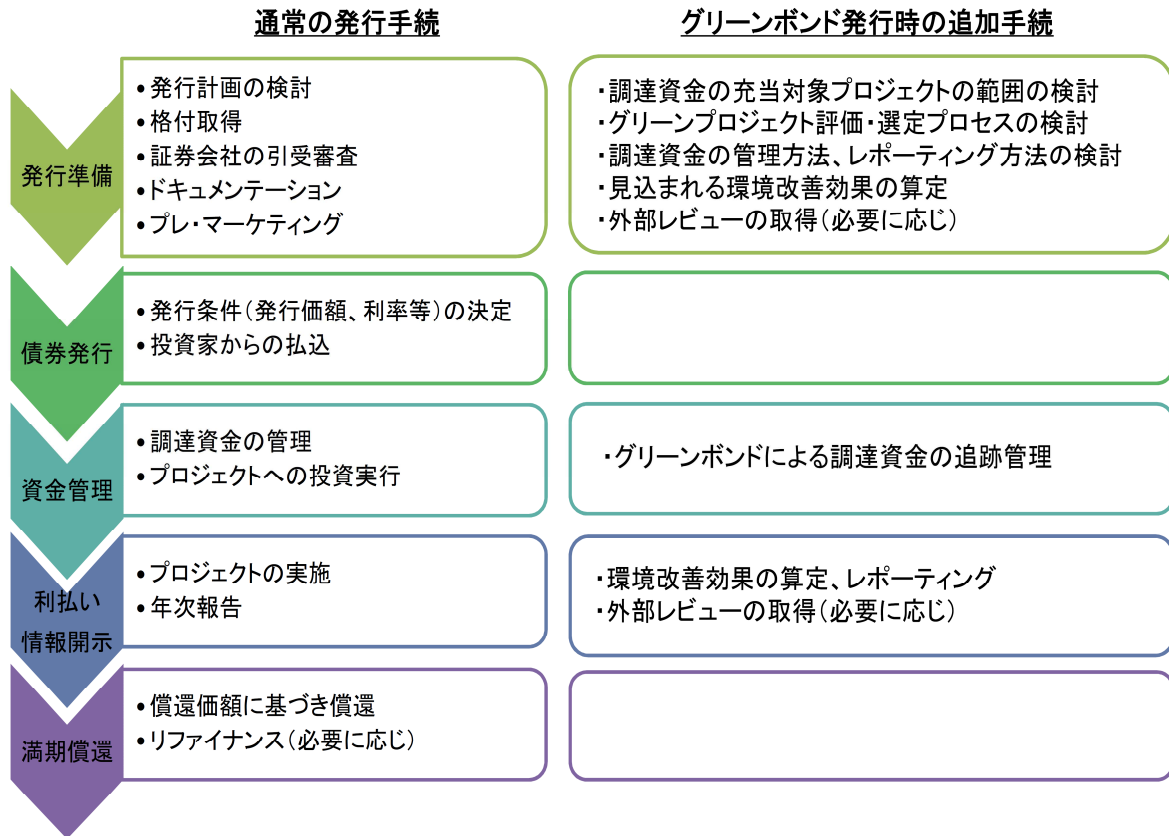 通常の発行手続
グリーンボンド発行時の追加手続
発行準備
•発行計画の検討
•格付取得
•証券会社の引受審査
•ドキュメンテーション
•プレ・マーケティング
・調達資金の充当対象プロジェクトの範囲の検討
・グリーンプロジェクト評価・選定プロセスの検討
・調達資金の管理方法、レポーティング方法の検討
・見込まれる環境改善効果の算定
・外部レビューの取得（必要に応じ）
債券発行
•発行条件（発行価額、利率等）の決定
•投資家からの払込
資金管理
•調達資金の管理
•プロジェクトへの投資実行
・グリーンボンドによる調達資金の追跡管理
利払い
情報開示
•プロジェクトの実施
•年次報告
・環境改善効果の算定、レポーティング
・外部レビューの取得（必要に応じ）
満期償還
•償還価額に基づき償還
•リファイナンス（必要に応じ）